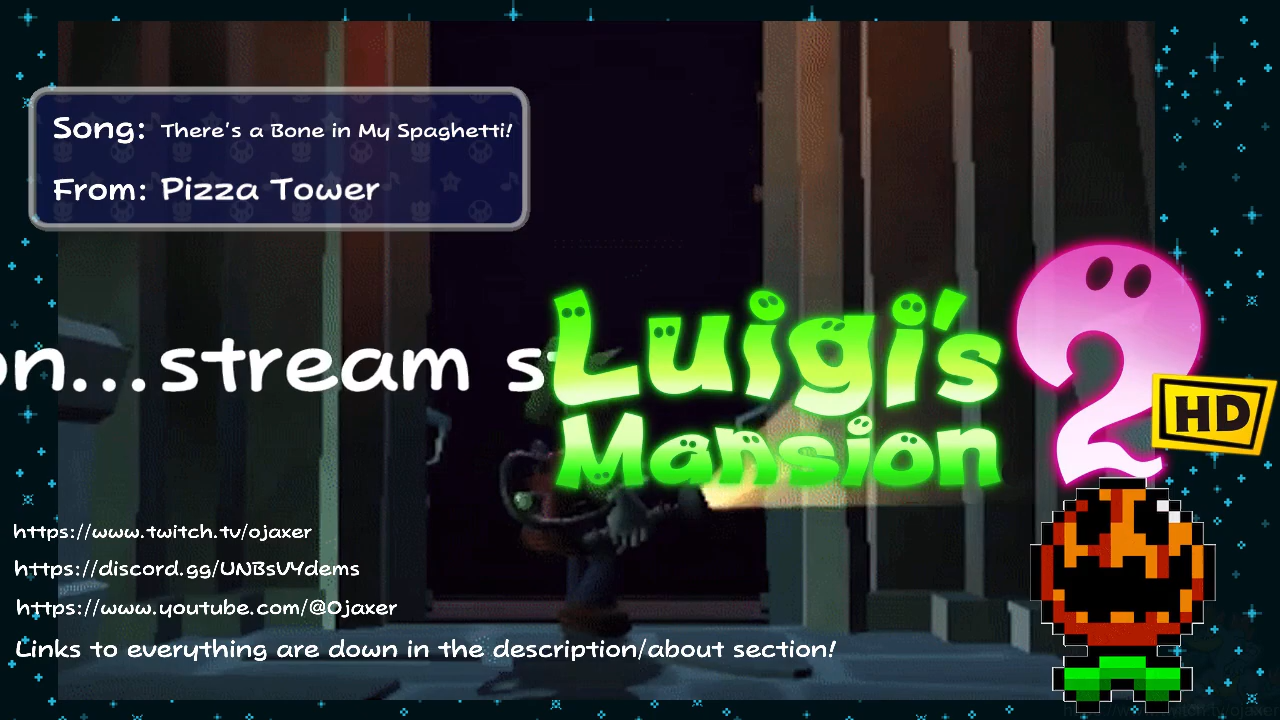 Song: There's a Bone in My Spaghetti!
From: Pizza Tower
on...stream st
Luigi's
Mansion 2
HD
https://www.twitch.tv/ojaxer
https://discord.gg/UNBsVYdems
https://www.youtube.com/@Ojaxer
Links to everything are down in the description/about section!